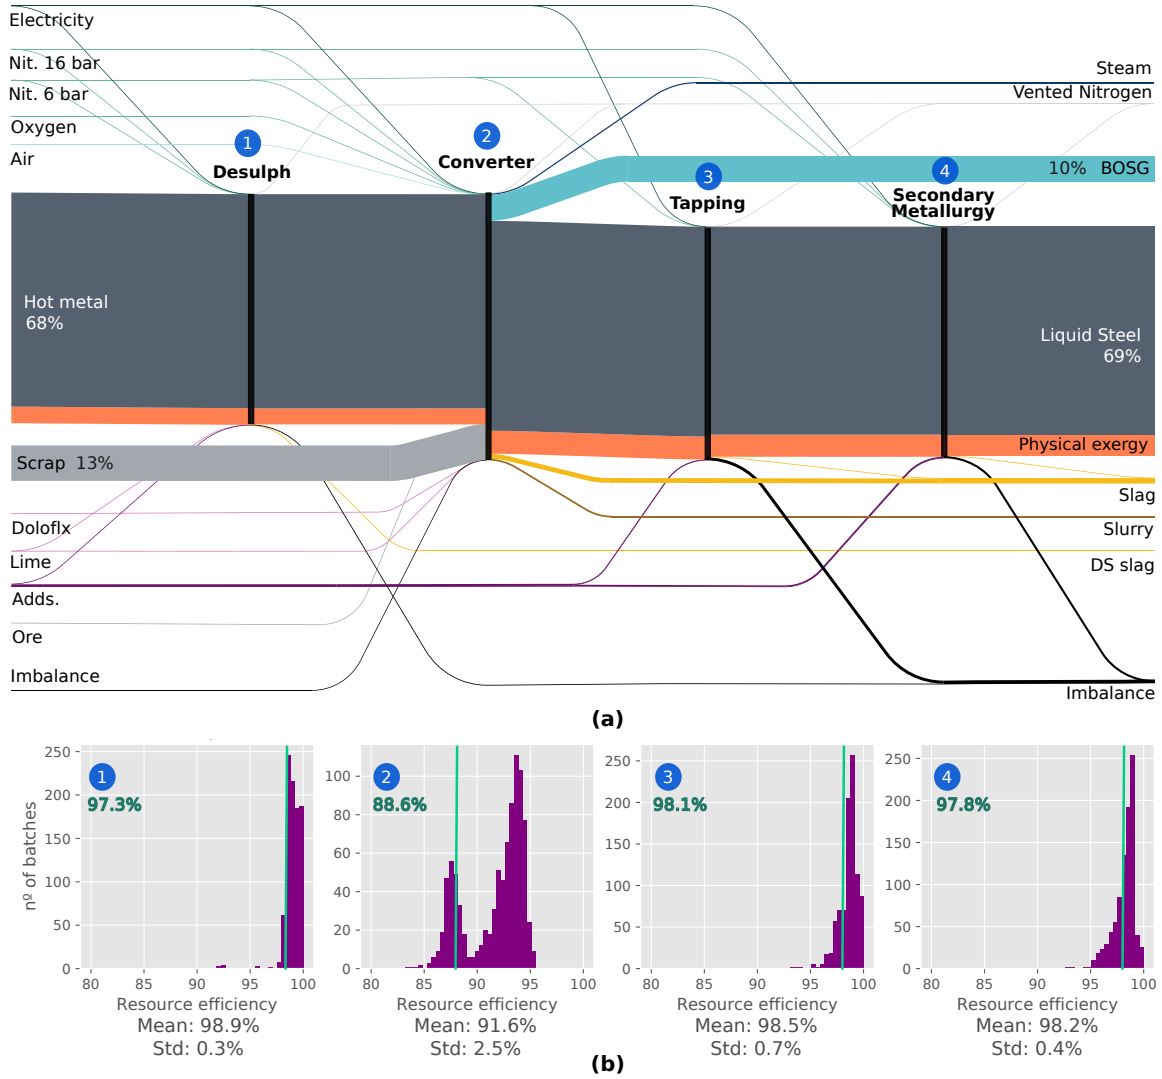 Electricity
Nit. 16 bar
Nit. 6 bar
Oxygen
Air
1
Desulph
2
Converter
3
Tapping
4
Secondary
Metallurgy
Steam
Vented Nitrogen
10% BOSG
Hot metal
68%
Liquid Steel
69%
Physical exergy
Scrap 13%
Doloflx
Lime
Adds.
Ore
Imbalance
Slag
Slurry
DS slag
Imbalance
(a)
nº of batches
250
200
150
100
50
0
1
97.3%
80 85 90 95 100
Resource efficiency
Mean: 98.9%
Std: 0.3%
100
80
60
40
20
0
2
88.6%
80 85 90 95 100
Resource efficiency
Mean: 91.6%
Std: 2.5%
250
200
150
100
50
0
3
98.1%
80 85 90 95 100
Resource efficiency
Mean: 98.5%
Std: 0.7%
250
200
150
100
50
0
4
97.8%
80 85 90 95 100
Resource efficiency
Mean: 98.2%
Std: 0.4%
(b)